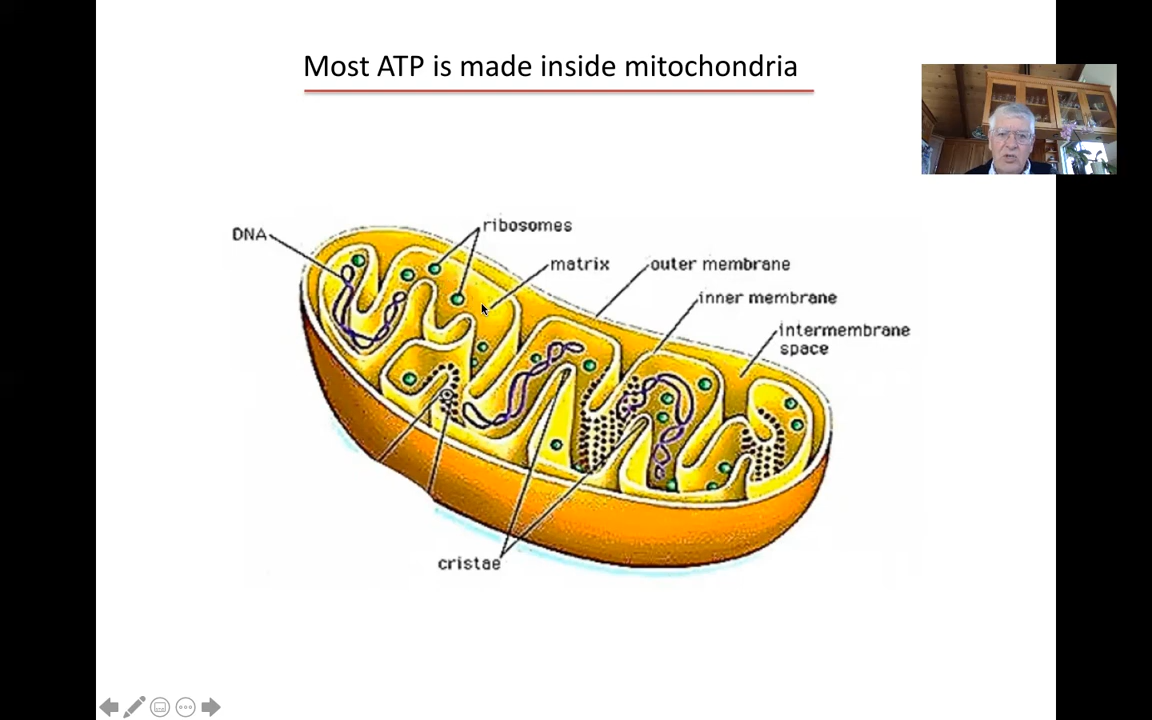 Most ATP is made inside mitochondria
DNA
ribosomes
matrix
outer membrane
inner membrane
intermembrane
space
cristae